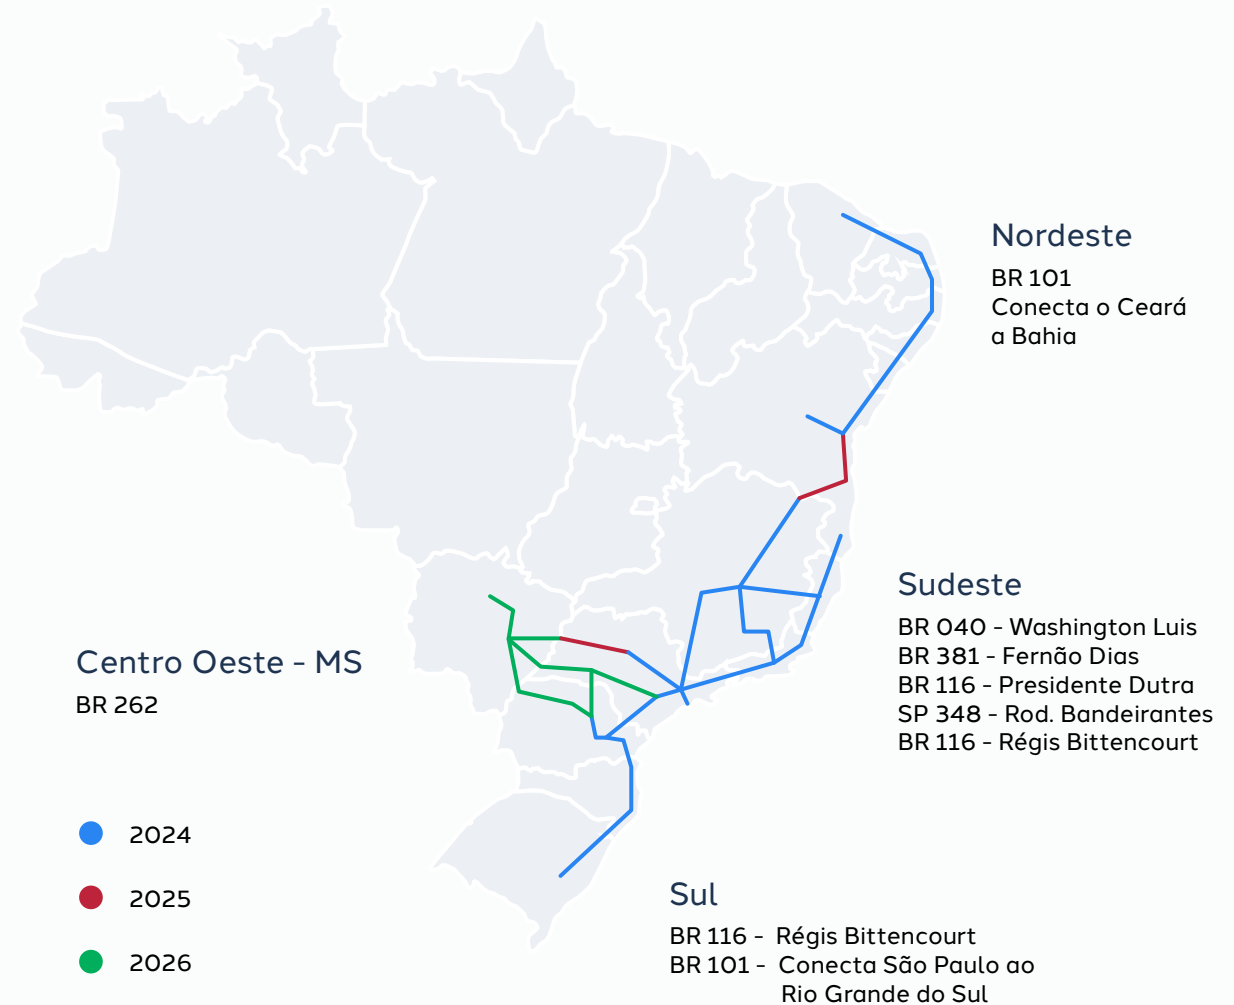 Nordeste
BR 101
Conecta o Ceará
a Bahia
Sudeste
BR 040 - Washington Luis
BR 381 - Fernão Dias
BR 116 - Presidente Dutra
SP 348 - Rod. Bandeirantes
BR 116 - Régis Bittencourt
Centro Oeste - MS
BR 262
2024
2025
2026
Sul
BR 116 - Régis Bittencourt
BR 101 - Conecta São Paulo ao
Rio Grande do Sul